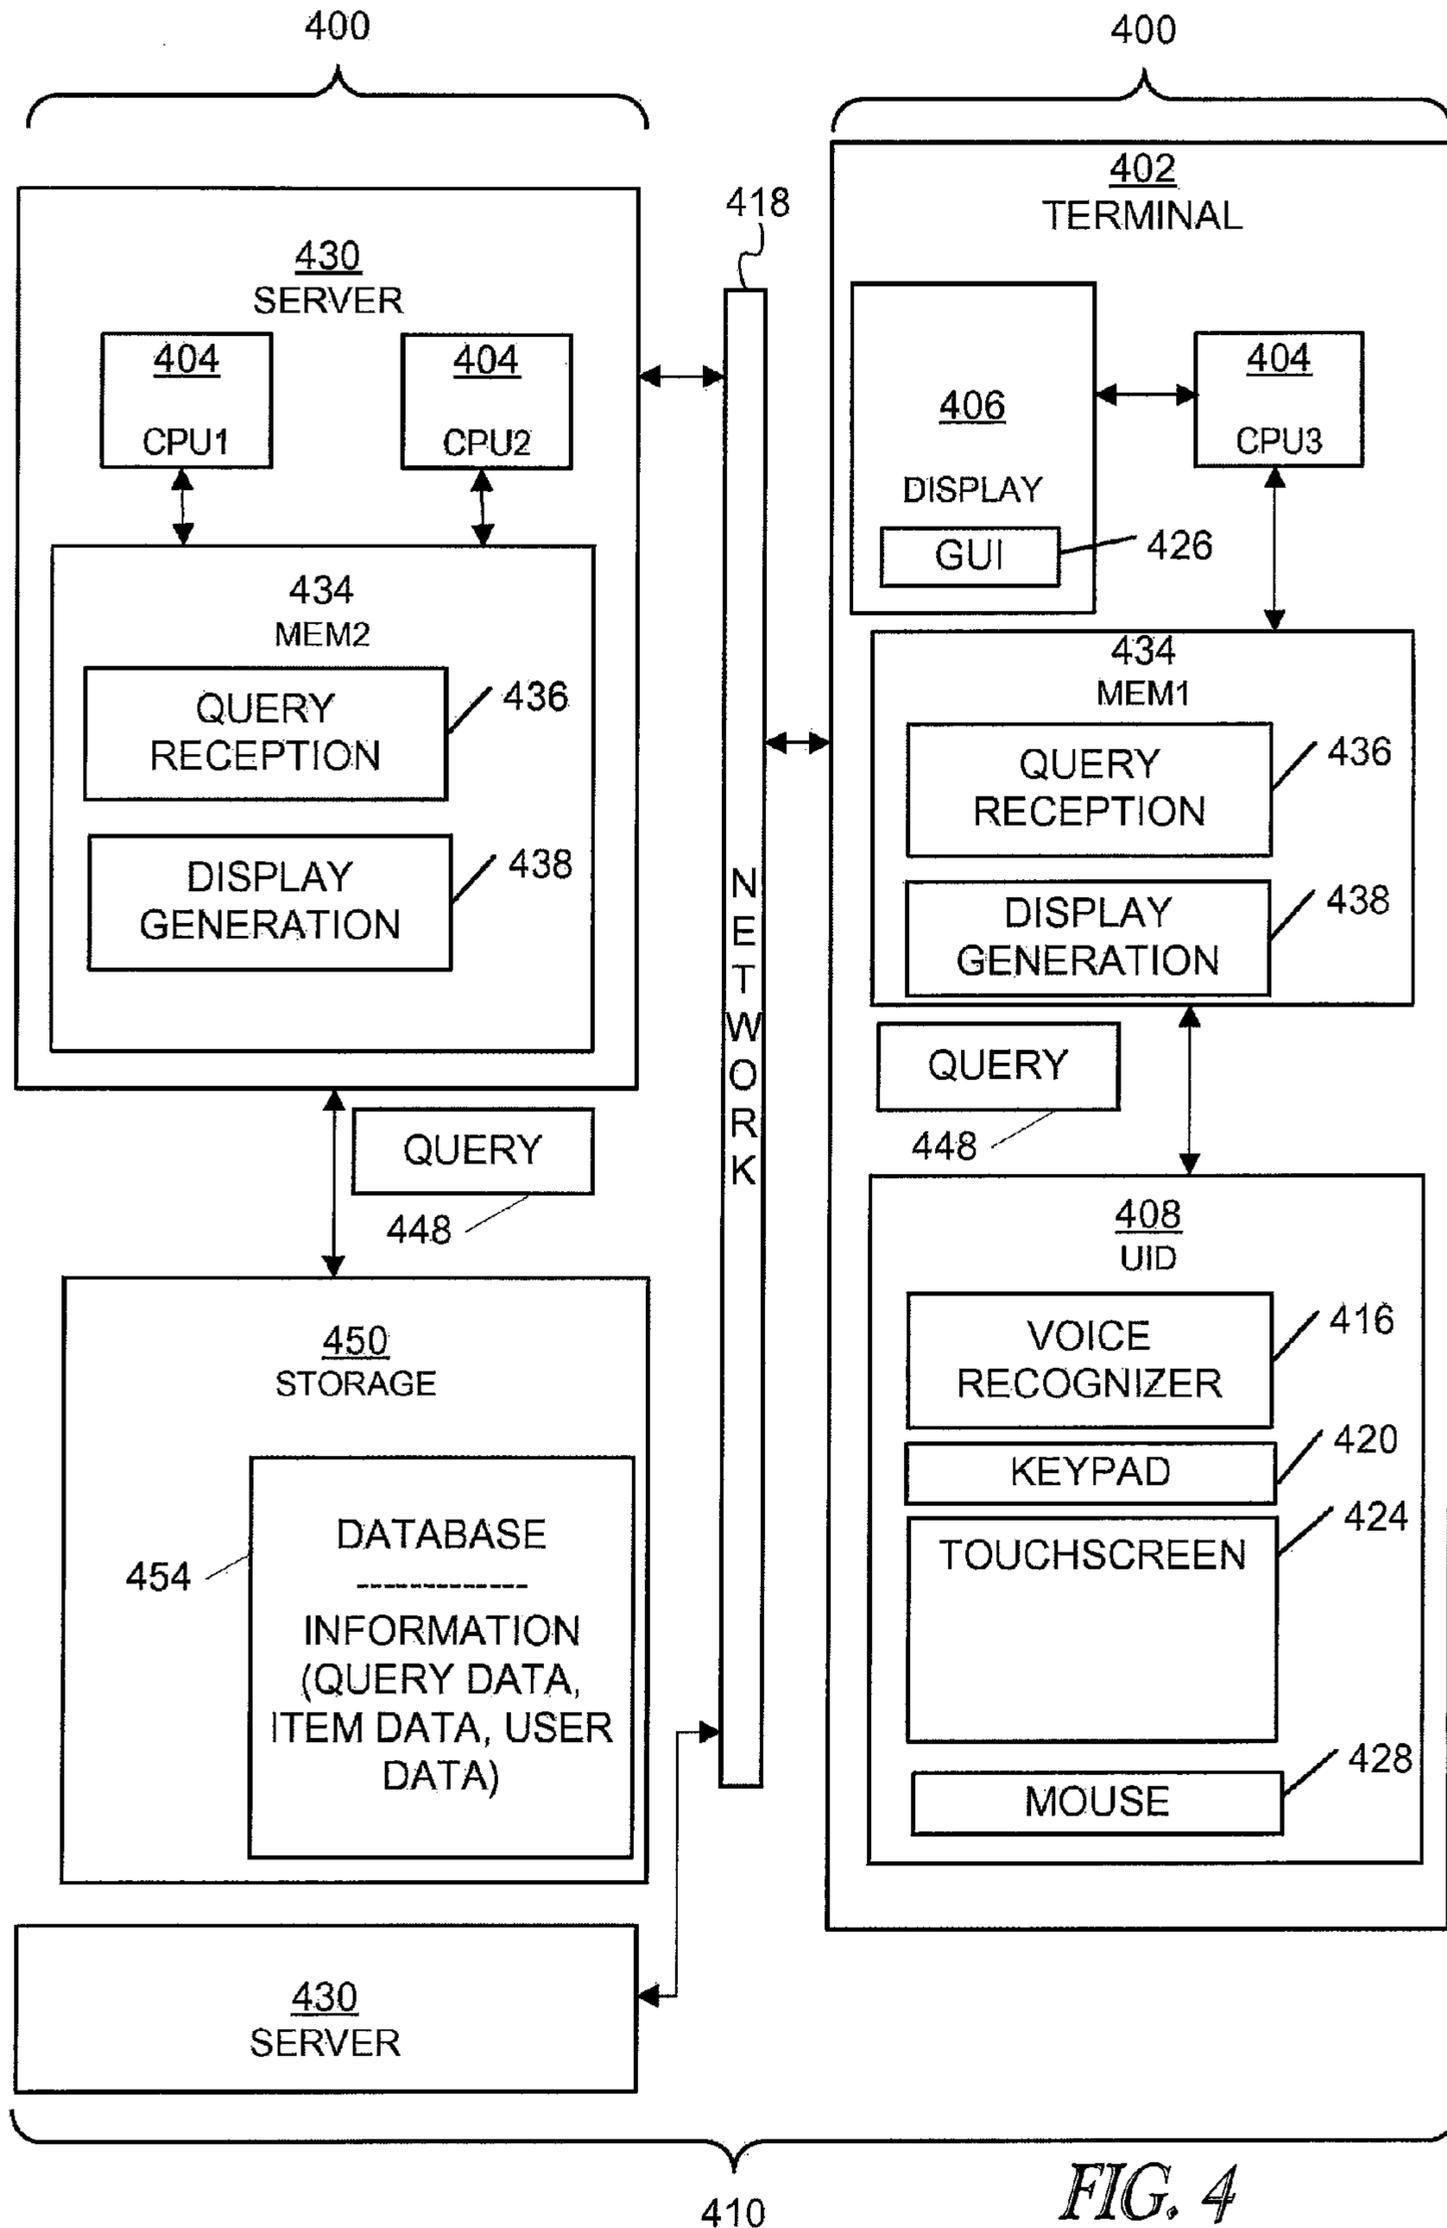 400
400
430
SERVER
404
CPU1
404
CPU2
434
MEM2
QUERY
RECEPTION
436
DISPLAY
GENERATION
438
QUERY
448
450
STORAGE
454
DATABASE
-------------
INFORMATION
(QUERY DATA,
ITEM DATA, USER
DATA)
430
SERVER
418
NETWORK
402
TERMINAL
406
DISPLAY
GUI
426
404
CPU3
434
MEM1
QUERY
RECEPTION
436
DISPLAY
GENERATION
438
QUERY
448
408
UID
VOICE
RECOGNIZER
416
KEYPAD
420
TOUCHSCREEN
424
MOUSE
428
410
FIG. 4